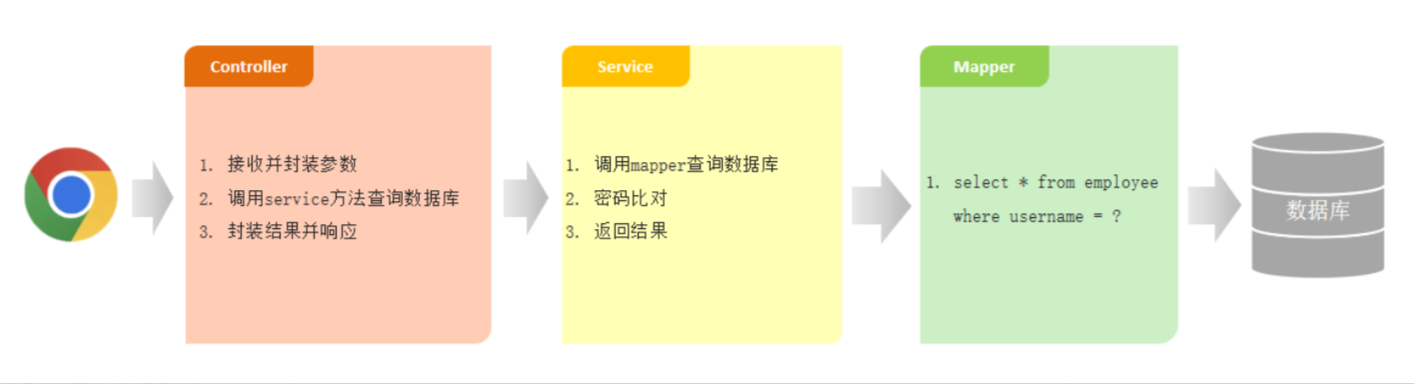 Controller
1. 接收并封装参数
2. 调用service方法查询数据库
3. 封装结果并响应
Service
1. 调用mapper查询数据库
2. 密码比对
3. 返回结果
Mapper
1. select * from employee
where username = ?
数据库